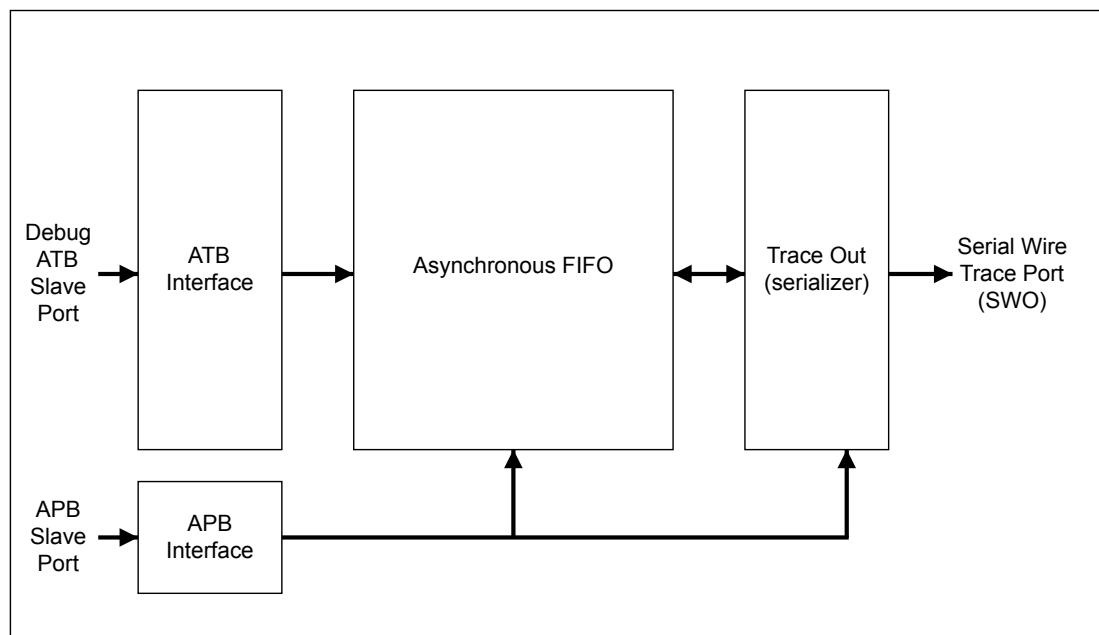 Debug
ATB
Slave
Port
ATB
Interface
Asynchronous FIFO
Trace Out
(serializer)
Serial Wire
Trace Port
(SWO)
APB
Slave
Port
APB
Interface